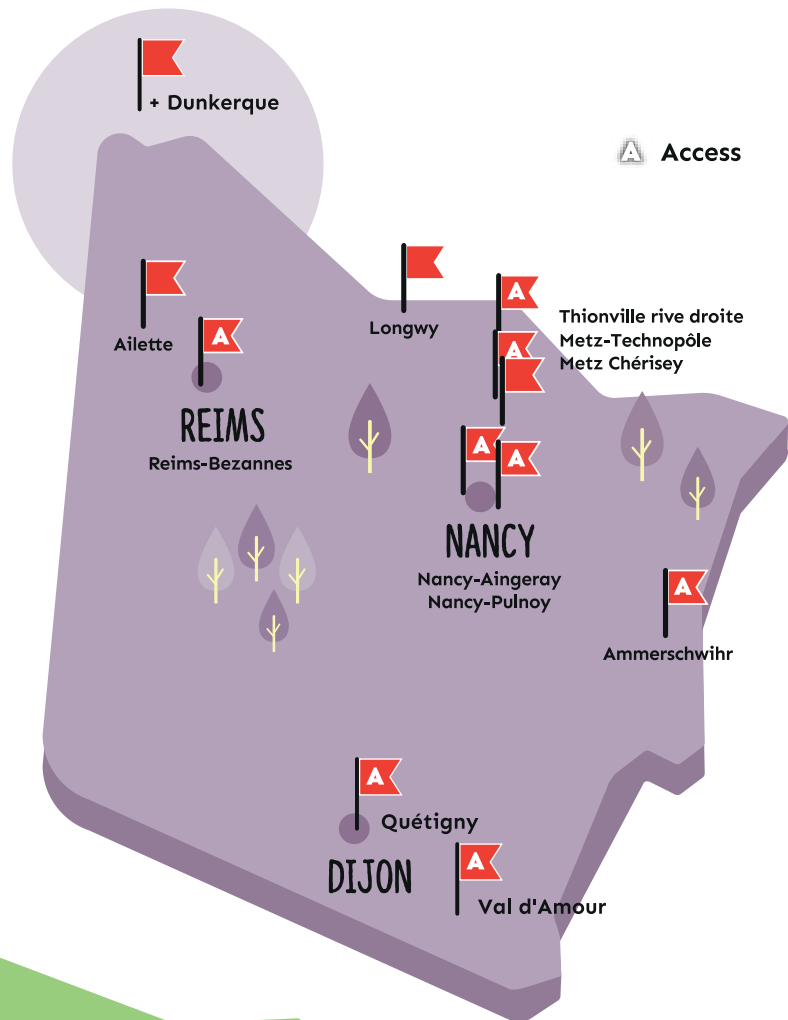 + Dunkerque
A Access
Longwy
Ailette
A
A
A
Thionville rive droite
Metz-Technopôle
Metz Chérisey
REIMS
Reims-Bezannes
A
A
NANCY
Nancy-Aingeray
Nancy-Pulnoy
A
Ammerschwihr
A
Quétigny
DIJON
A
Val d'Amour